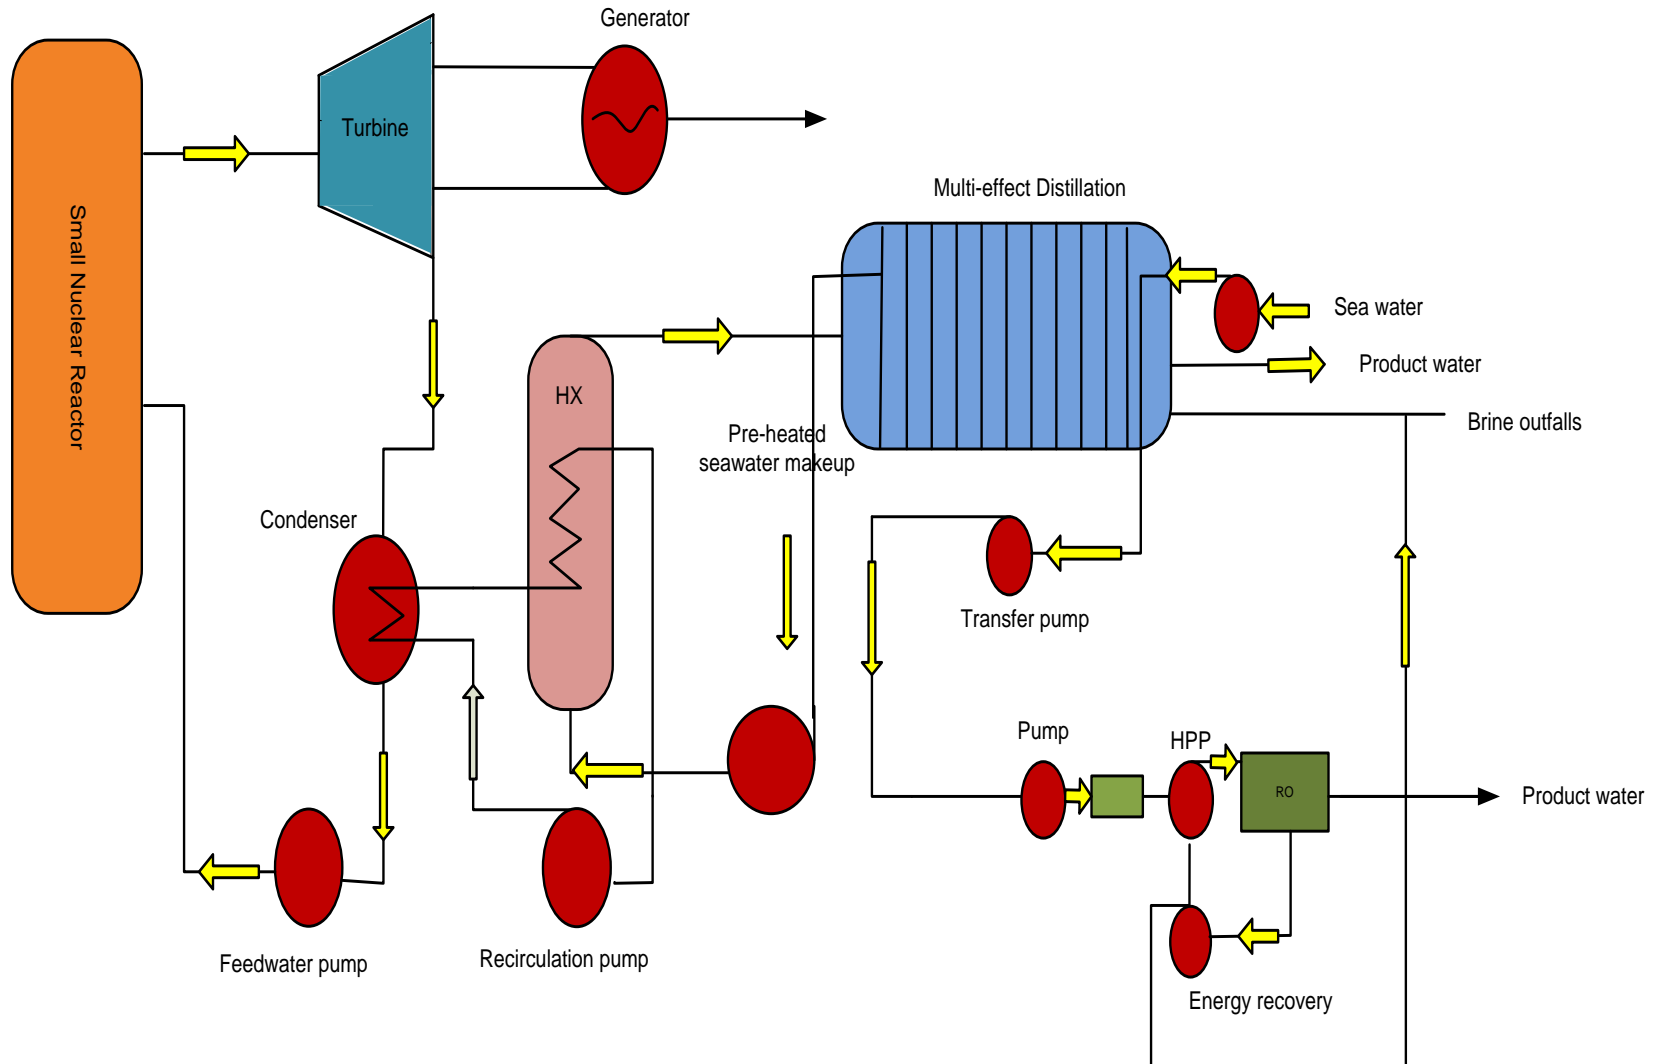 Generator
Turbine
Small Nuclear Reactor
Multi-effect Distillation
Sea water
Product water
HX
Brine outfalls
Pre-heated
seawater makeup
Condenser
Transfer pump
Pump
HPP
RO
Product water
Feedwater pump
Recirculation pump
Energy recovery